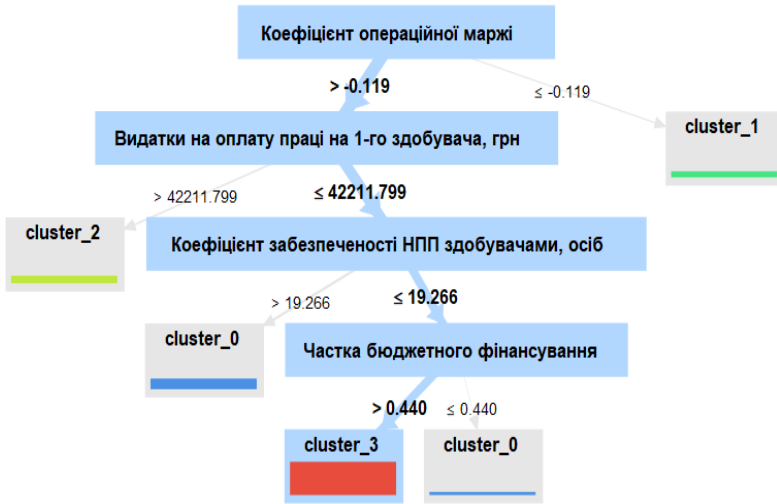 Коефіцієнт операційної маржі
> -0.119
≤ -0.119
Видатки на оплату праці на 1-го здобувача, грн
cluster_1
> 42211.799
≤ 42211.799
cluster_2
Коефіцієнт забезпеченості НПП здобувачами, осіб
> 19.266
≤ 19.266
cluster_0
Частка бюджетного фінансування
> 0.440
≤ 0.440
cluster_3
cluster_0